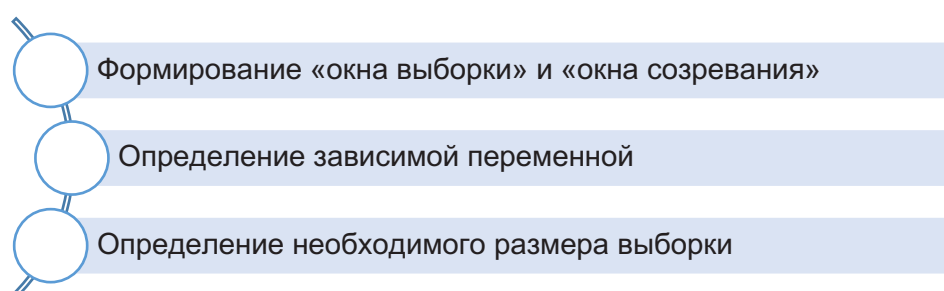 Формирование «окна выборки» и «окна созревания»
Определение зависимой переменной
Определение необходимого размера выборки